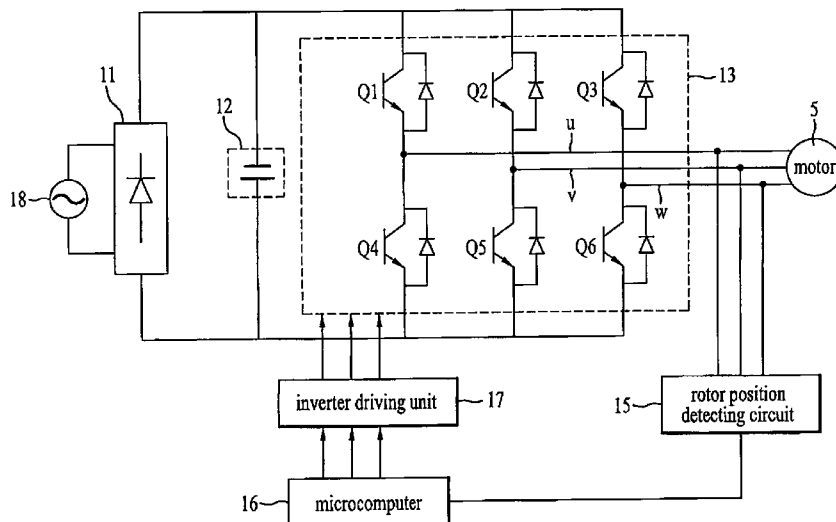 11
12
13
Q1
Q2
Q3
5
u
motor
v
w
18
Q4
Q5
Q6
inverter driving unit
17
15
rotor position
detecting circuit
16
microcomputer